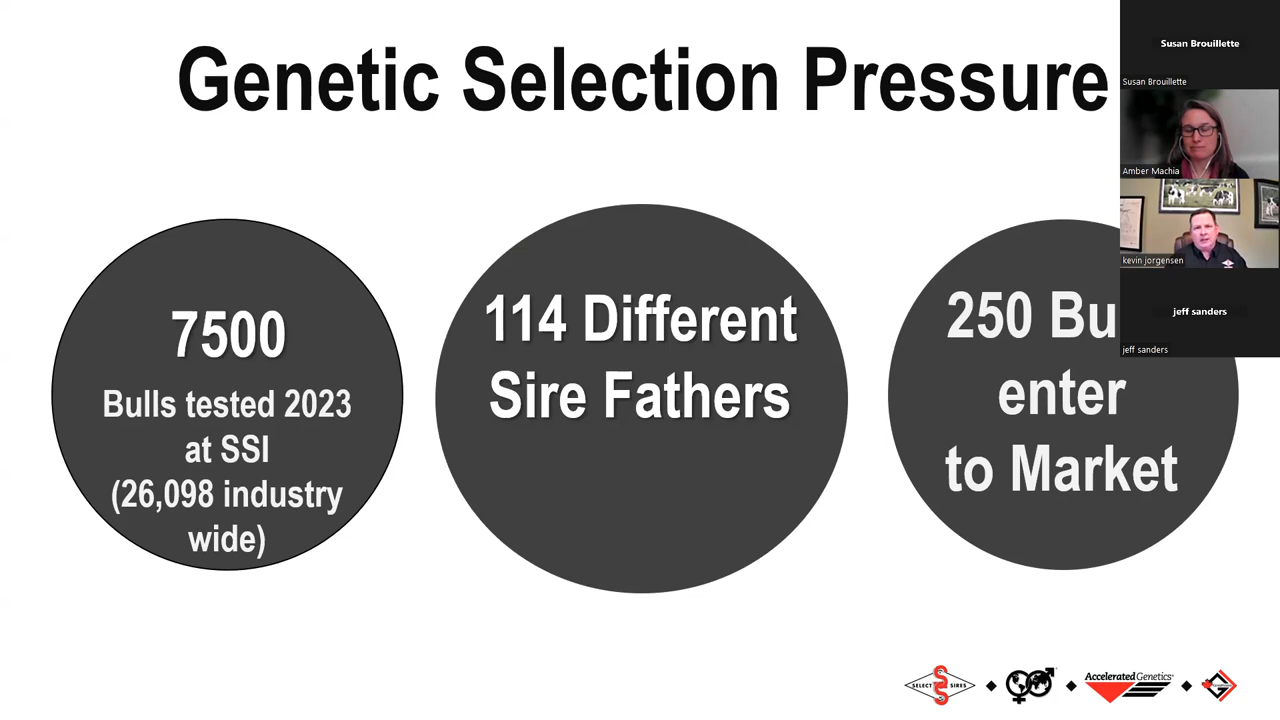 Genetic Selection Pressure
7500
Bulls tested 2023
at SSI
(26,098 industry
wide)
114 Different
Sire Fathers
250 Bu
enter
to Market
Susan Brouillette
Susan Brouillette
Amber Machia
kevin jorgensen
jeff sanders
jeff sanders
SELECT SIRES
Accelerated Genetics